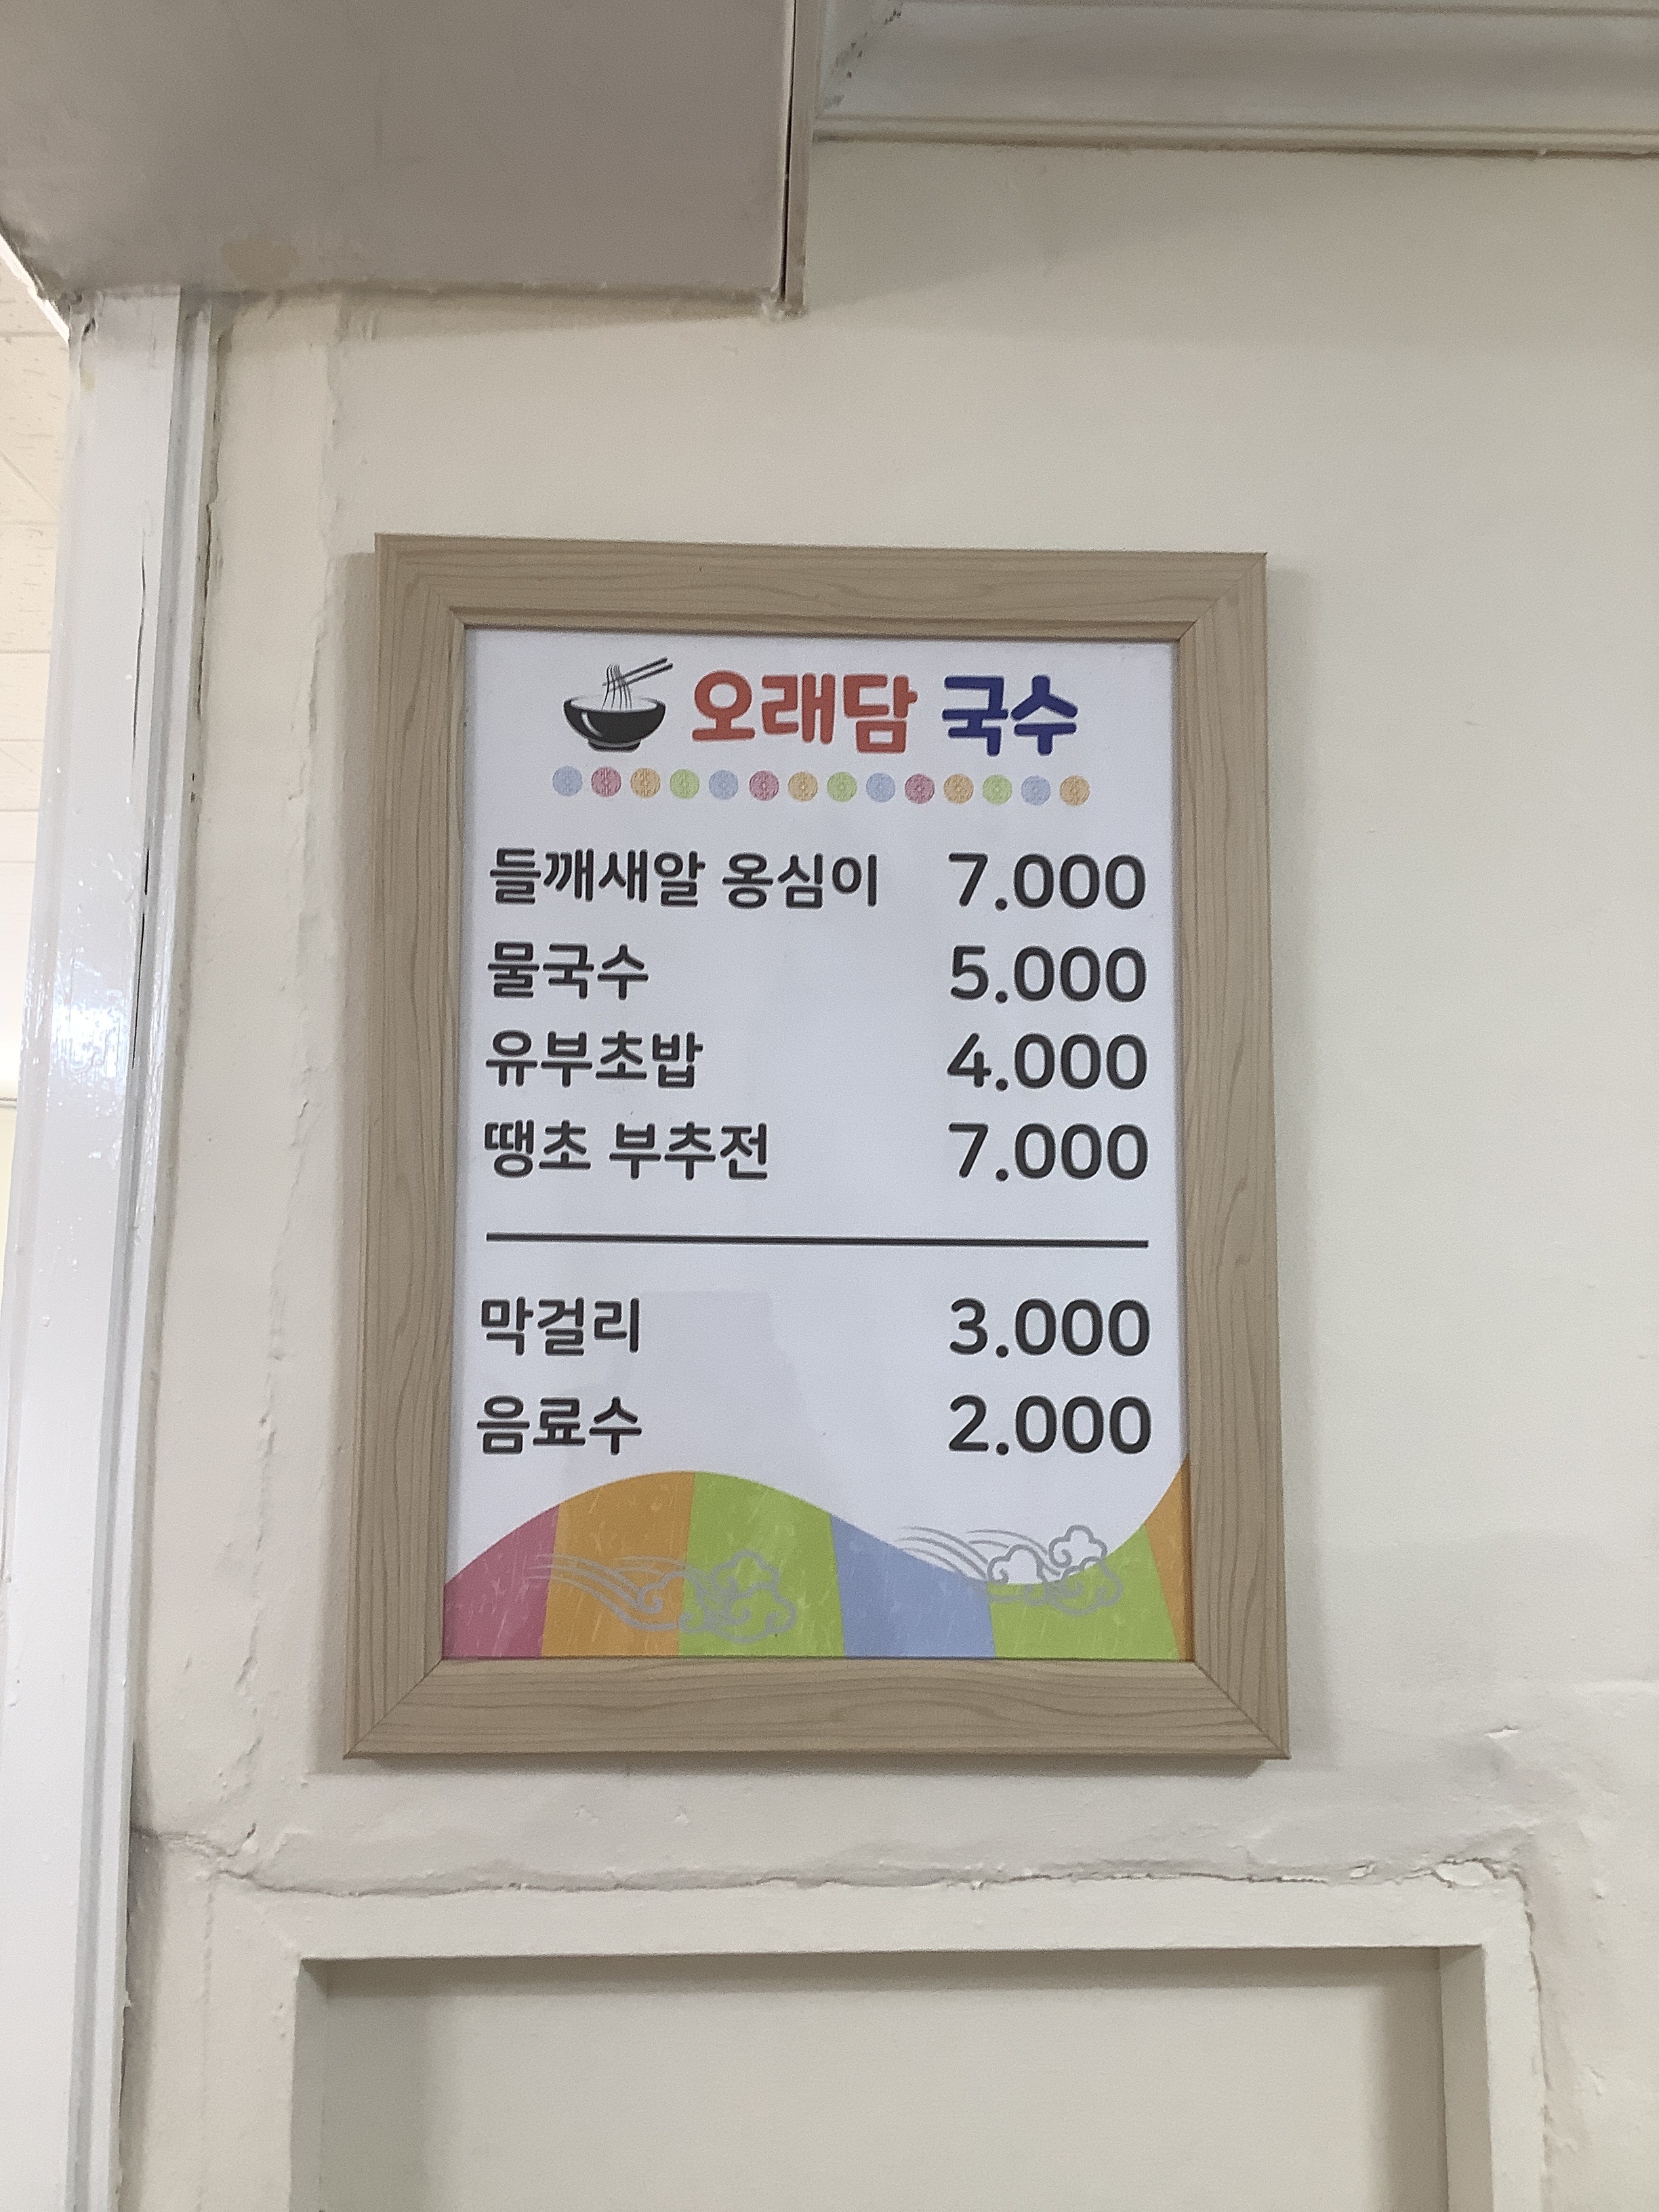 오래담 국수
들깨새알 옹심이 7.000
물국수 5.000
유부초밥 4.000
땡초 부추전 7.000
막걸리 3.000
음료수 2.000